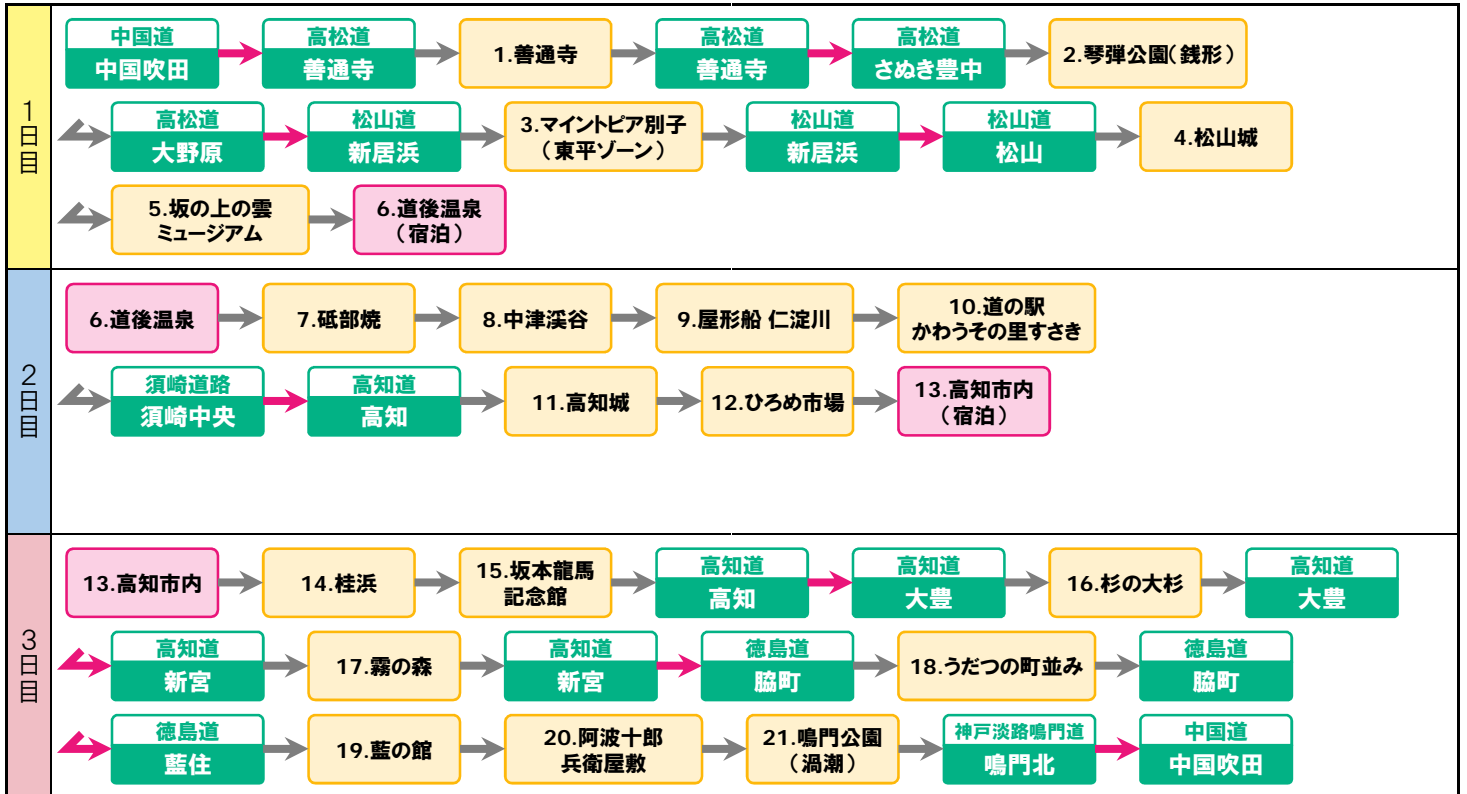 1日目
中国道
中国吹田
高松道
善通寺
1.善通寺
高松道
善通寺
高松道
さぬき豊中
2.琴弾公園(銭形)
高松道
大野原
松山道
新居浜
3.マイントピア別子
(東平ゾーン)
松山道
新居浜
松山道
松山
4.松山城
5.坂の上の雲
ミュージアム
6.道後温泉
(宿泊)
2日目
6.道後温泉
7.砥部焼
8.中津渓谷
9.屋形船 仁淀川
10.道の駅
かわうその里すさき
須崎道路
須崎中央
高知道
高知
11.高知城
12.ひろめ市場
13.高知市内
(宿泊)
3日目
13.高知市内
14.桂浜
15.坂本龍馬
記念館
高知道
高知
高知道
大豊
16.杉の大杉
高知道
大豊
高知道
新宮
17.霧の森
高知道
新宮
徳島道
脇町
18.うだつの町並み
徳島道
脇町
徳島道
藍住
19.藍の館
20.阿波十郎
兵衛屋敷
21.鳴門公園
(渦潮)
神戸淡路鳴門道
鳴門北
中国道
中国吹田